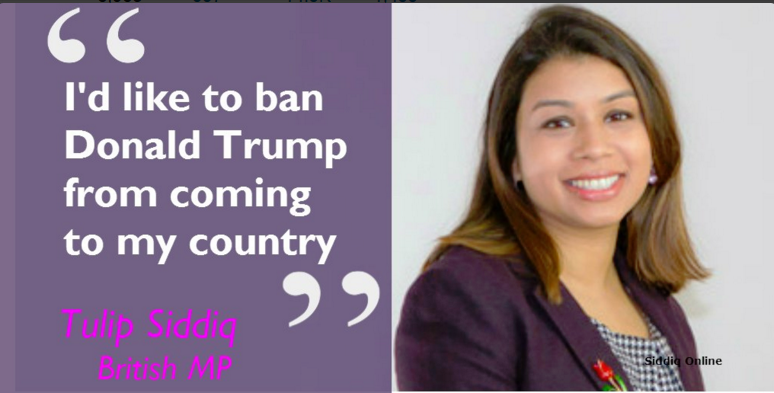 “
I'd like to ban
Donald Trump
from coming
to my country
”
Tulip Siddiq
British MP
Siddiq Online